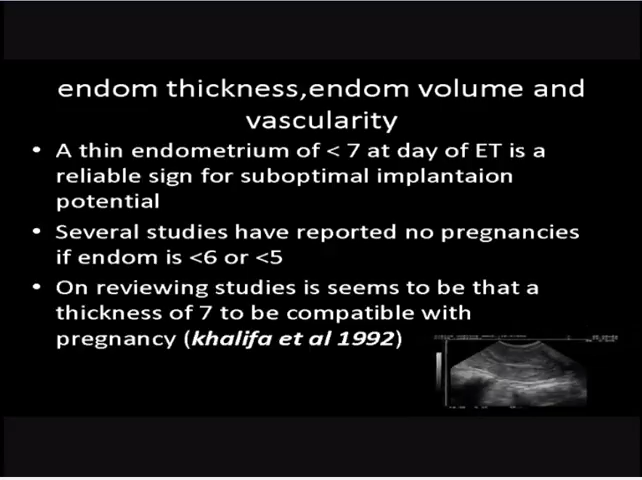 endom thickness,endom volume and
vascularity
• A thin endometrium of < 7 at day of ET is a
reliable sign for suboptimal implantaion
potential
• Several studies have reported no pregnancies
if endom is <6 or <5
• On reviewing studies is seems to be that a
thickness of 7 to be compatible with
pregnancy (khalifa et al 1992)